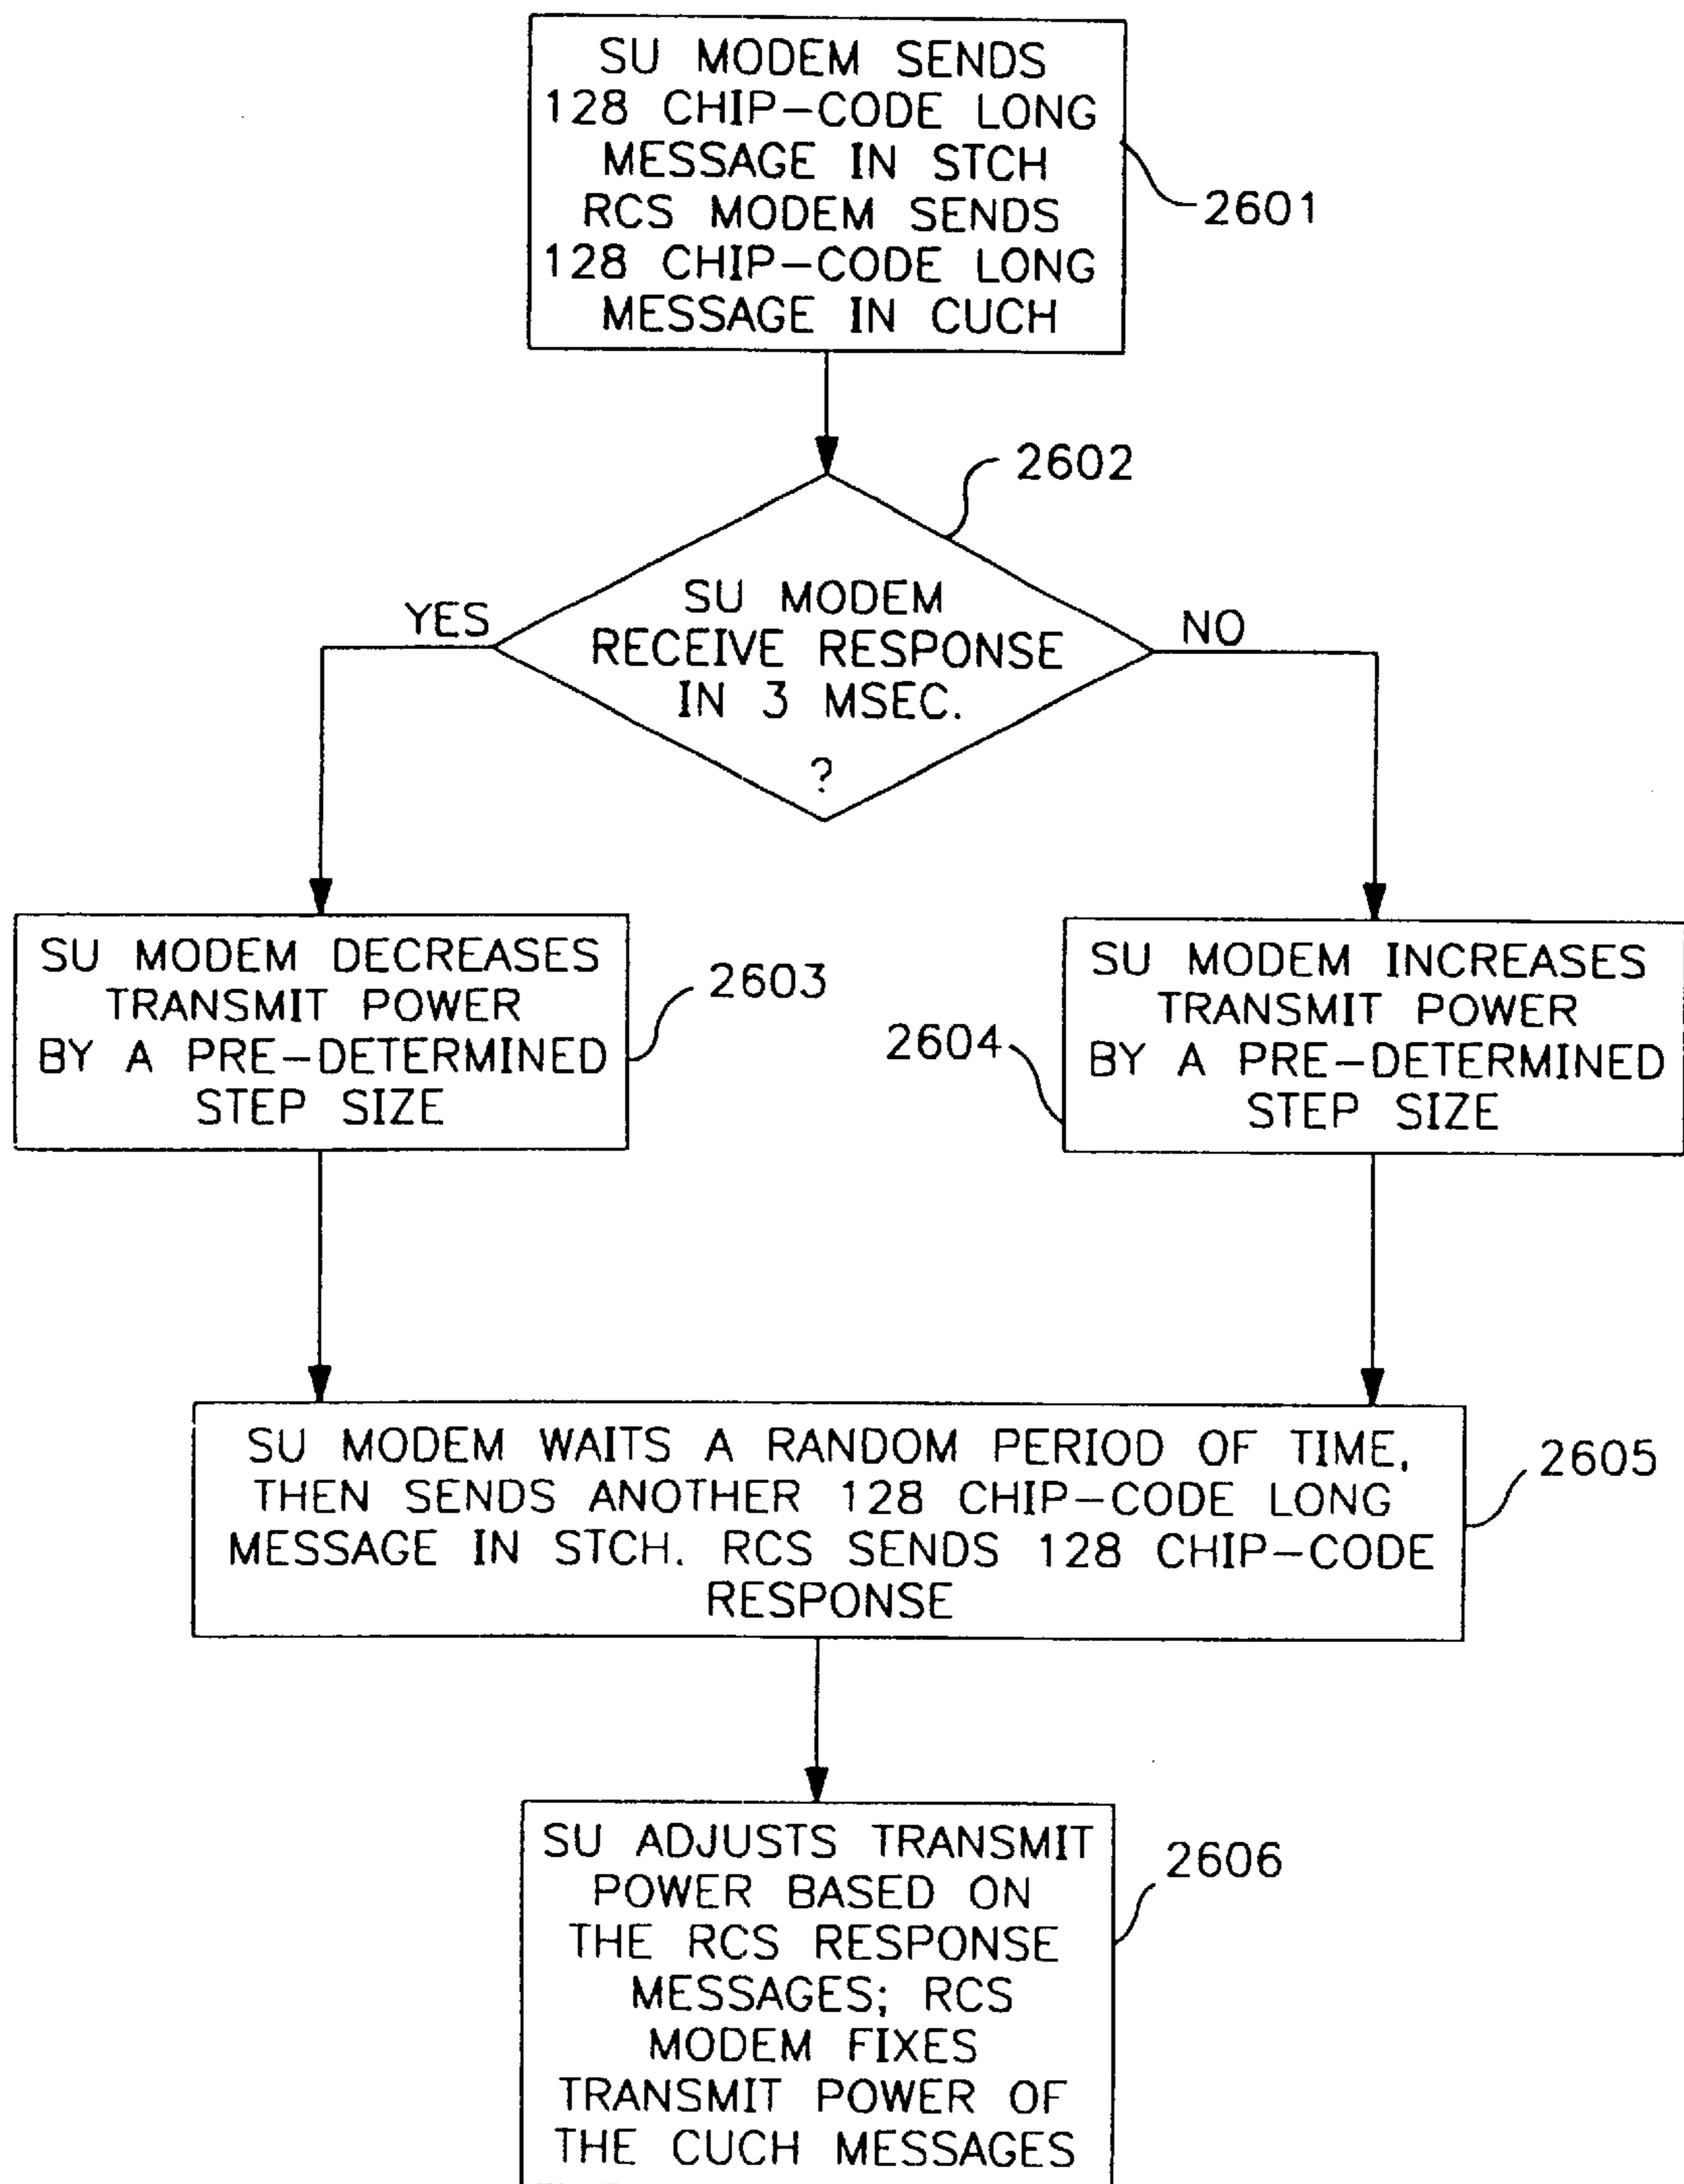 SU MODEM SENDS
128 CHIP-CODE LONG
MESSAGE IN STCH
RCS MODEM SENDS
128 CHIP-CODE LONG
MESSAGE IN CUCH
2601
2602
SU MODEM
RECEIVE RESPONSE
IN 3 MSEC.
?
YES
NO
SU MODEM DECREASES
TRANSMIT POWER
BY A PRE-DETERMINED
STEP SIZE
2603
2604
SU MODEM INCREASES
TRANSMIT POWER
BY A PRE-DETERMINED
STEP SIZE
SU MODEM WAITS A RANDOM PERIOD OF TIME,
THEN SENDS ANOTHER 128 CHIP-CODE LONG
MESSAGE IN STCH. RCS SENDS 128 CHIP-CODE
RESPONSE
2605
SU ADJUSTS TRANSMIT
POWER BASED ON
THE RCS RESPONSE
MESSAGES; RCS
MODEM FIXES
TRANSMIT POWER OF
THE CUCH MESSAGES
2606